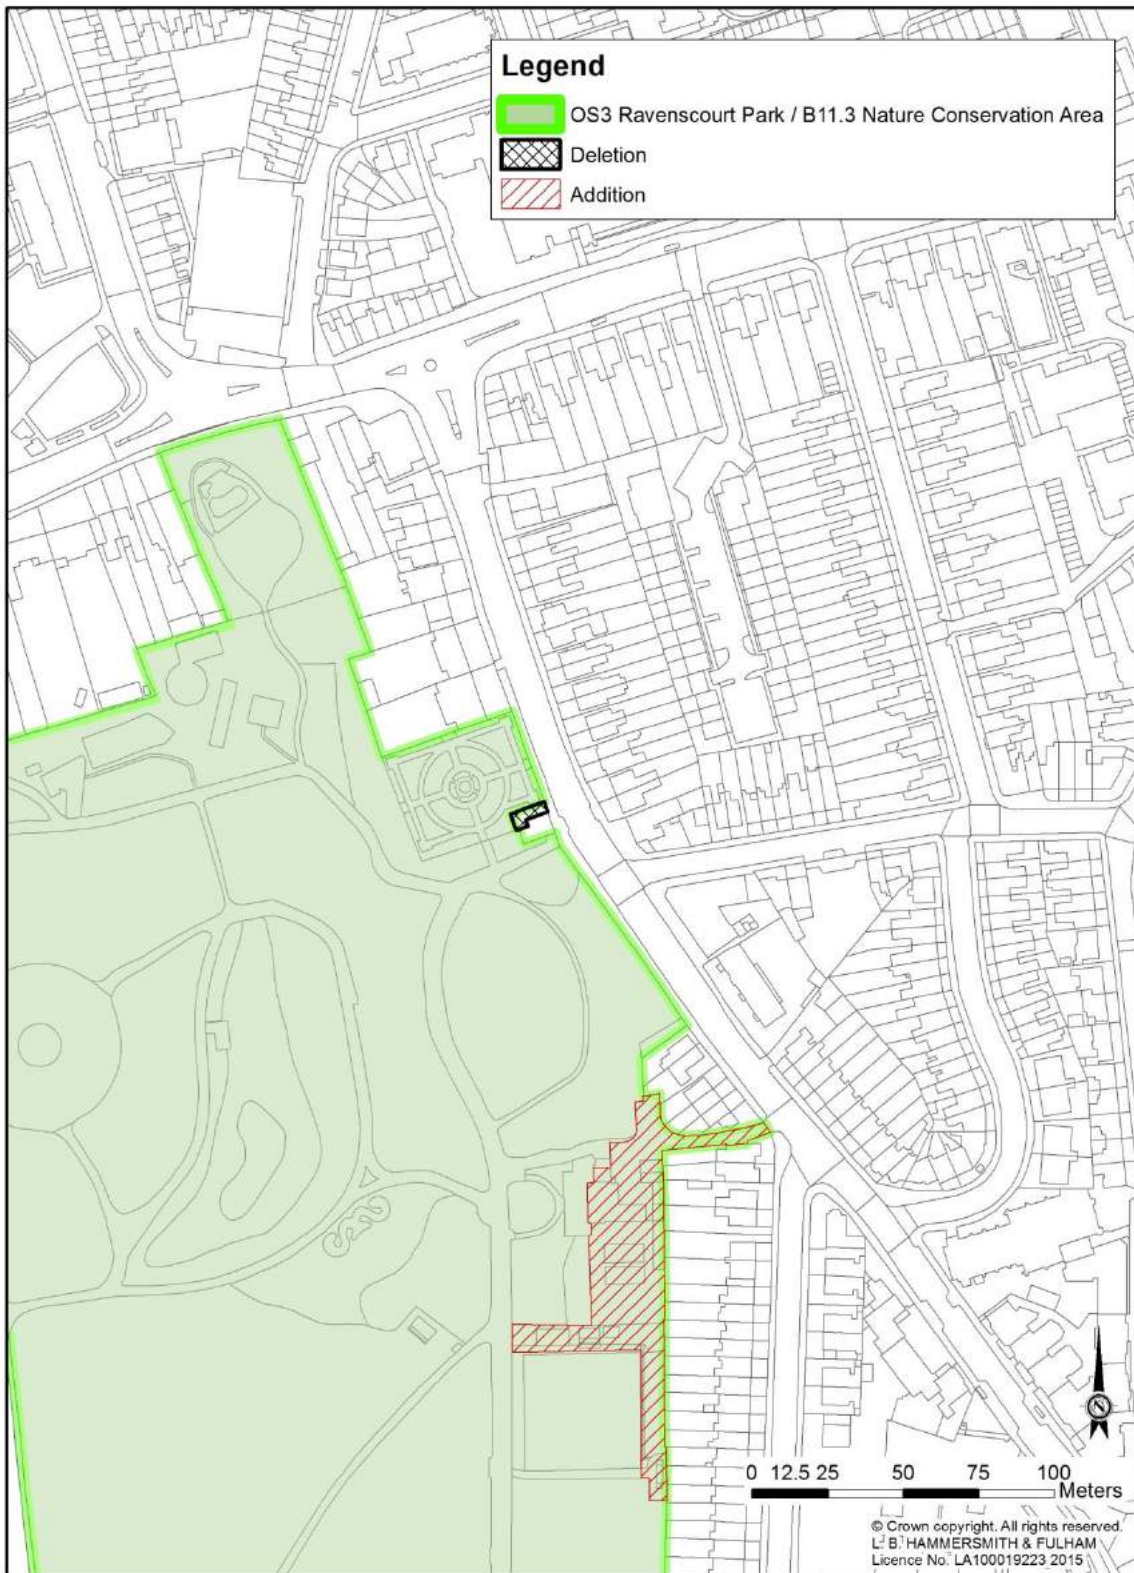 Legend
OS3 Ravenscourt Park / B11.3 Nature Conservation Area
Deletion
Addition
N
0 12.5 25 50 75 100
Meters
© Crown copyright. All rights reserved.
L. B. HAMMERSMITH & FULHAM
Licence No. LA100019223 2015